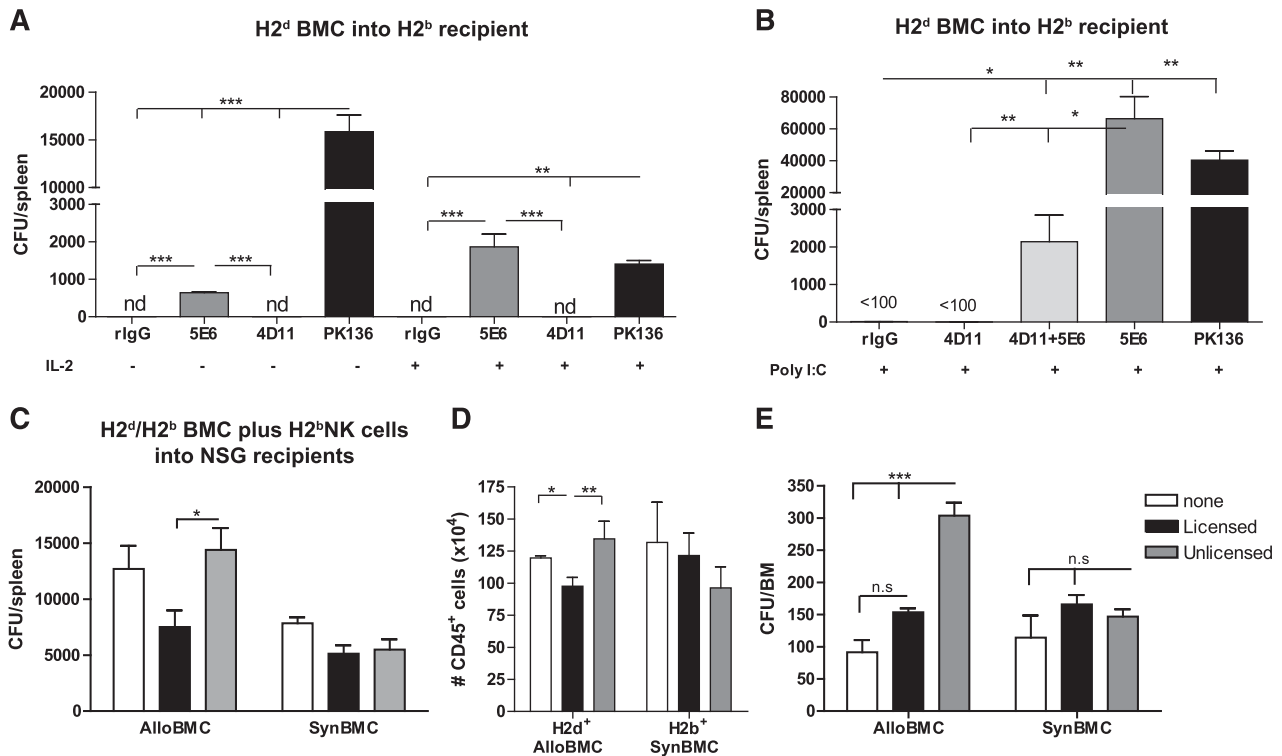 A
H2ᵈ BMC into H2ᵇ recipient
CFU/spleen
20000
15000
10000
3000
2000
1000
0
***
***
***
**
***
***
nd
nd
nd
nd
rIgG
5E6
4D11
PK136
rIgG
5E6
4D11
PK136
IL-2
-
-
-
-
+
+
+
+
B
H2ᵈ BMC into H2ᵇ recipient
CFU/spleen
80000
60000
40000
20000
3000
2000
1000
0
*
**
**
**
*
<100
<100
rIgG
4D11
4D11+5E6
5E6
PK136
Poly I:C
+
+
+
+
+
C
H2ᵈ/H2ᵇ BMC plus H2ᵇNK cells
into NSG recipients
CFU/spleen
20000
15000
10000
5000
0
*
AlloBMC
SynBMC
D
# CD45⁺ cells (x10⁴)
175
150
125
100
75
50
25
0
*
**
H2d⁺
AlloBMC
H2b⁺
SynBMC
E
CFU/BM
350
300
250
200
150
100
50
0
***
n.s
n.s
AlloBMC
SynBMC
none
Licensed
Unlicensed